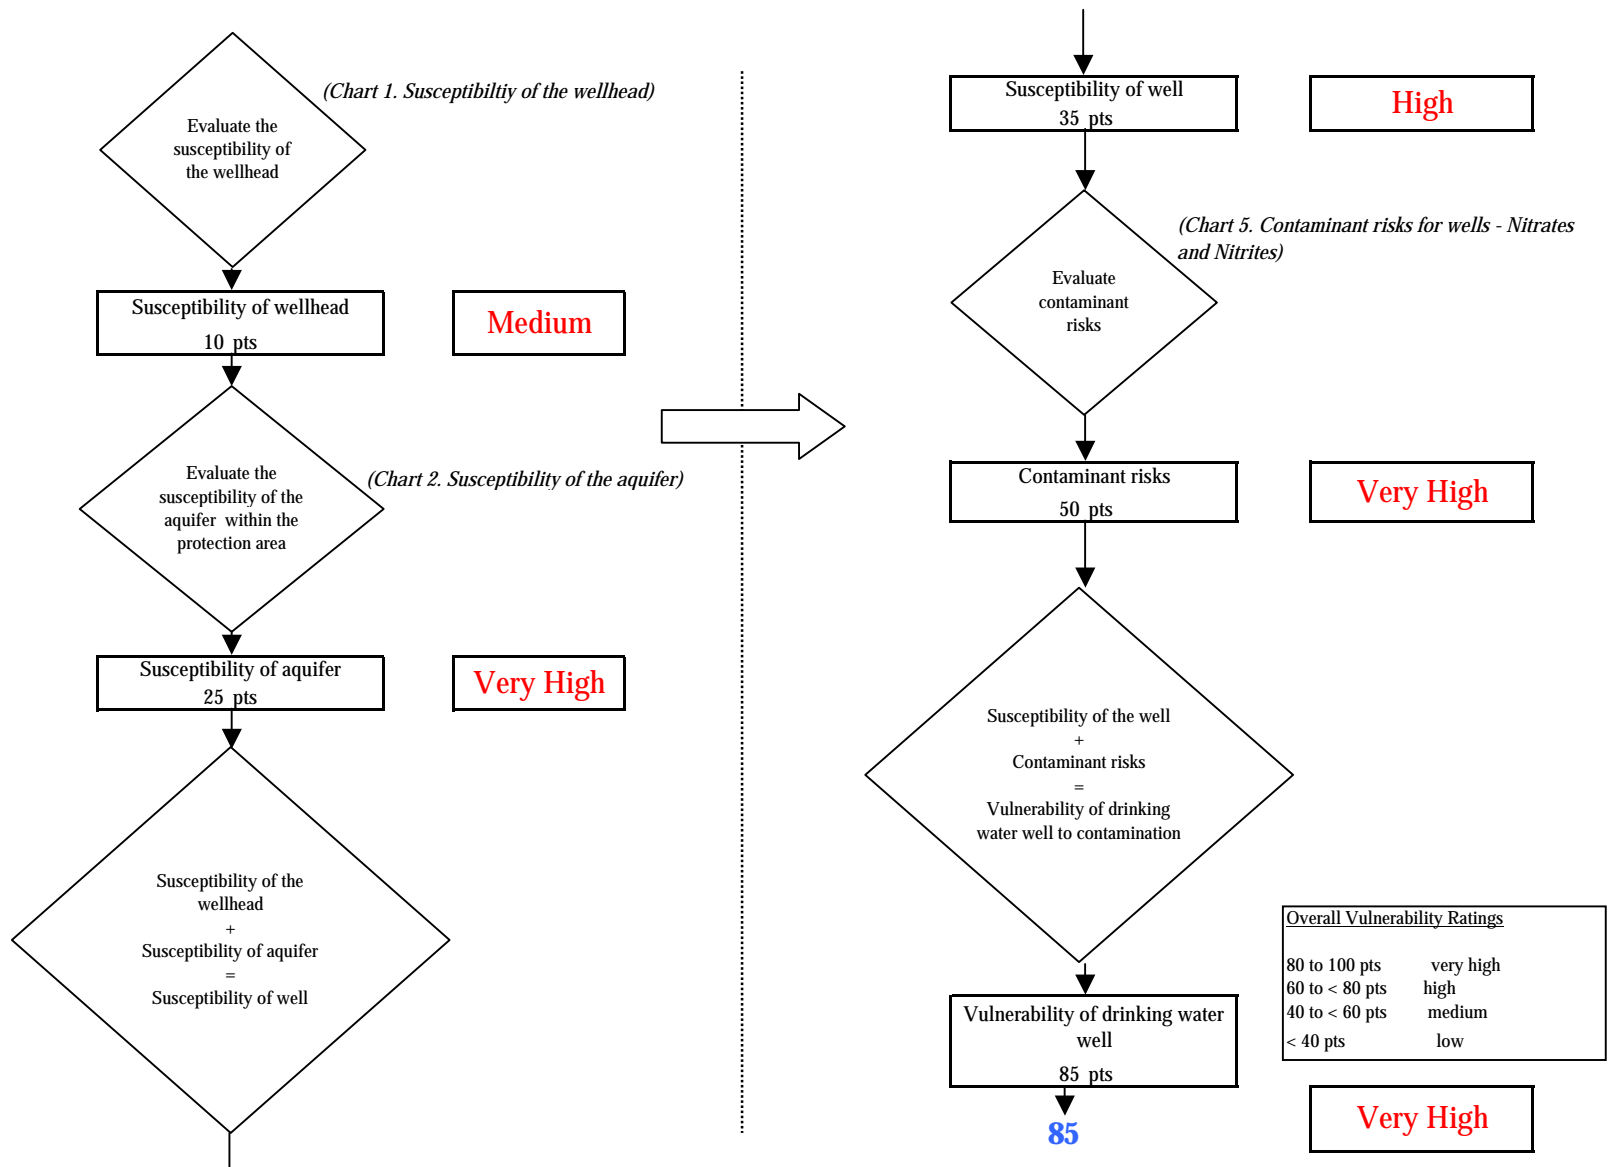 (Chart 1. Susceptibiltiy of the wellhead)
Evaluate the
susceptibility of
the wellhead
Susceptibility of wellhead
10 pts
Medium
Evaluate the
susceptibility of the
aquifer within the
protection area
(Chart 2. Susceptibility of the aquifer)
Susceptibility of aquifer
25 pts
Very High
Susceptibility of the
wellhead
+
Susceptibility of aquifer
=
Susceptibility of well
Susceptibility of well
35 pts
High
(Chart 5. Contaminant risks for wells - Nitrates
and Nitrites)
Evaluate
contaminant
risks
Contaminant risks
50 pts
Very High
Susceptibility of the well
+
Contaminant risks
=
Vulnerability of drinking
water well to contamination
Overall Vulnerability Ratings
80 to 100 pts very high
60 to < 80 pts high
40 to < 60 pts medium
< 40 pts low
Vulnerability of drinking water
well
85 pts
85
Very High